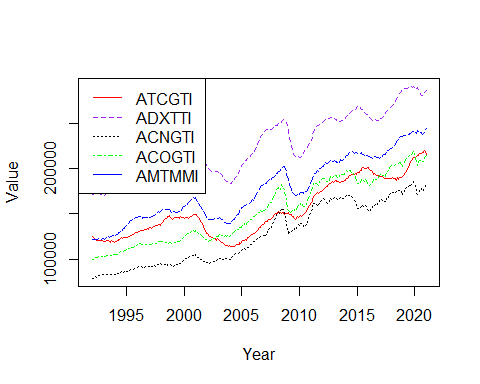 ATCGTI
ADXTTI
ACNGTI
ACOGTI
AMTMMI
Value
100000
200000
1995
2000
2005
2010
2015
2020
Year